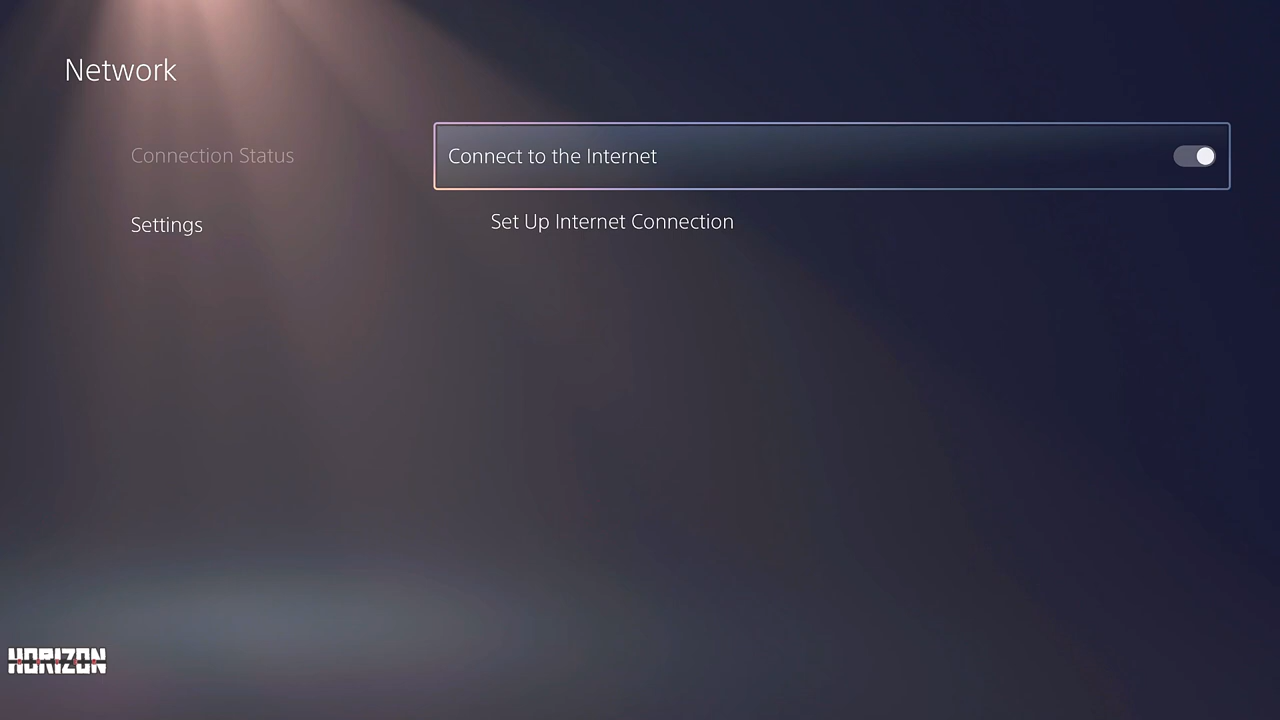 Network
Connection Status
Connect to the Internet
Settings
Set Up Internet Connection
HORIZON